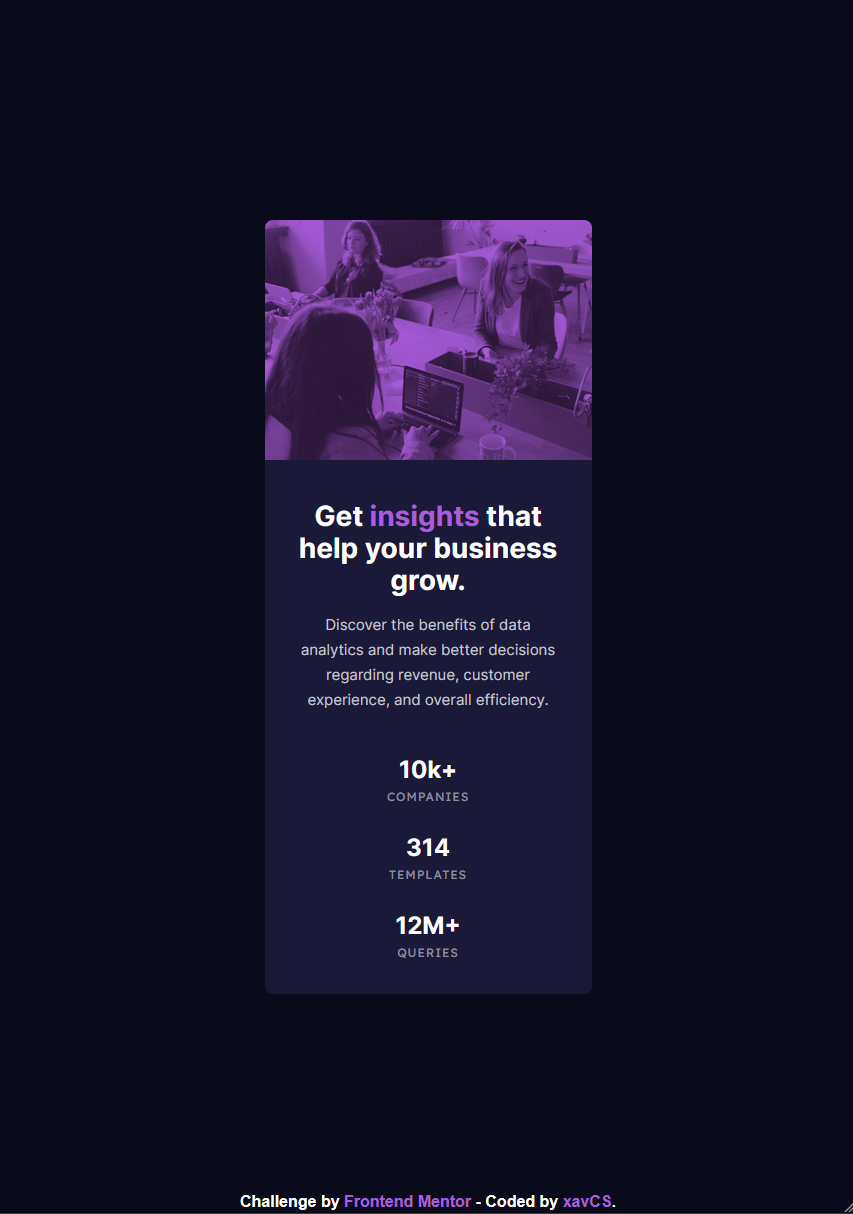 Get insights that
help your business
grow.
Discover the benefits of data
analytics and make better decisions
regarding revenue, customer
experience, and overall efficiency.
10k+
COMPANIES
314
TEMPLATES
12M+
QUERIES
Challenge by Frontend Mentor - Coded by xavCS.